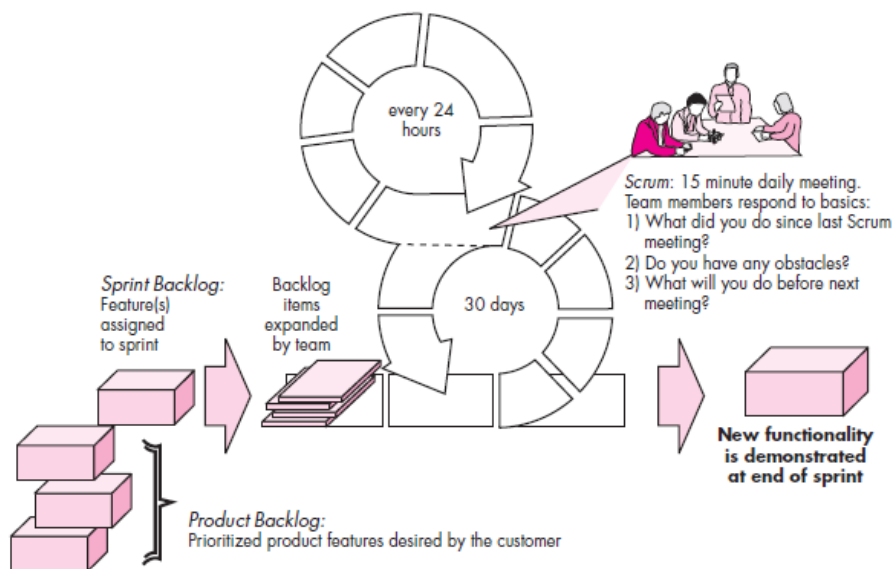 every 24
hours
Scrum: 15 minute daily meeting.
Team members respond to basics:
1) What did you do since last Scrum
meeting?
2) Do you have any obstacles?
3) What will you do before next
meeting?
Sprint Backlog:
Feature(s)
assigned
to sprint
Backlog
items
expanded
by team
30 days
New functionality
is demonstrated
at end of sprint
Product Backlog:
Prioritized product features desired by the customer